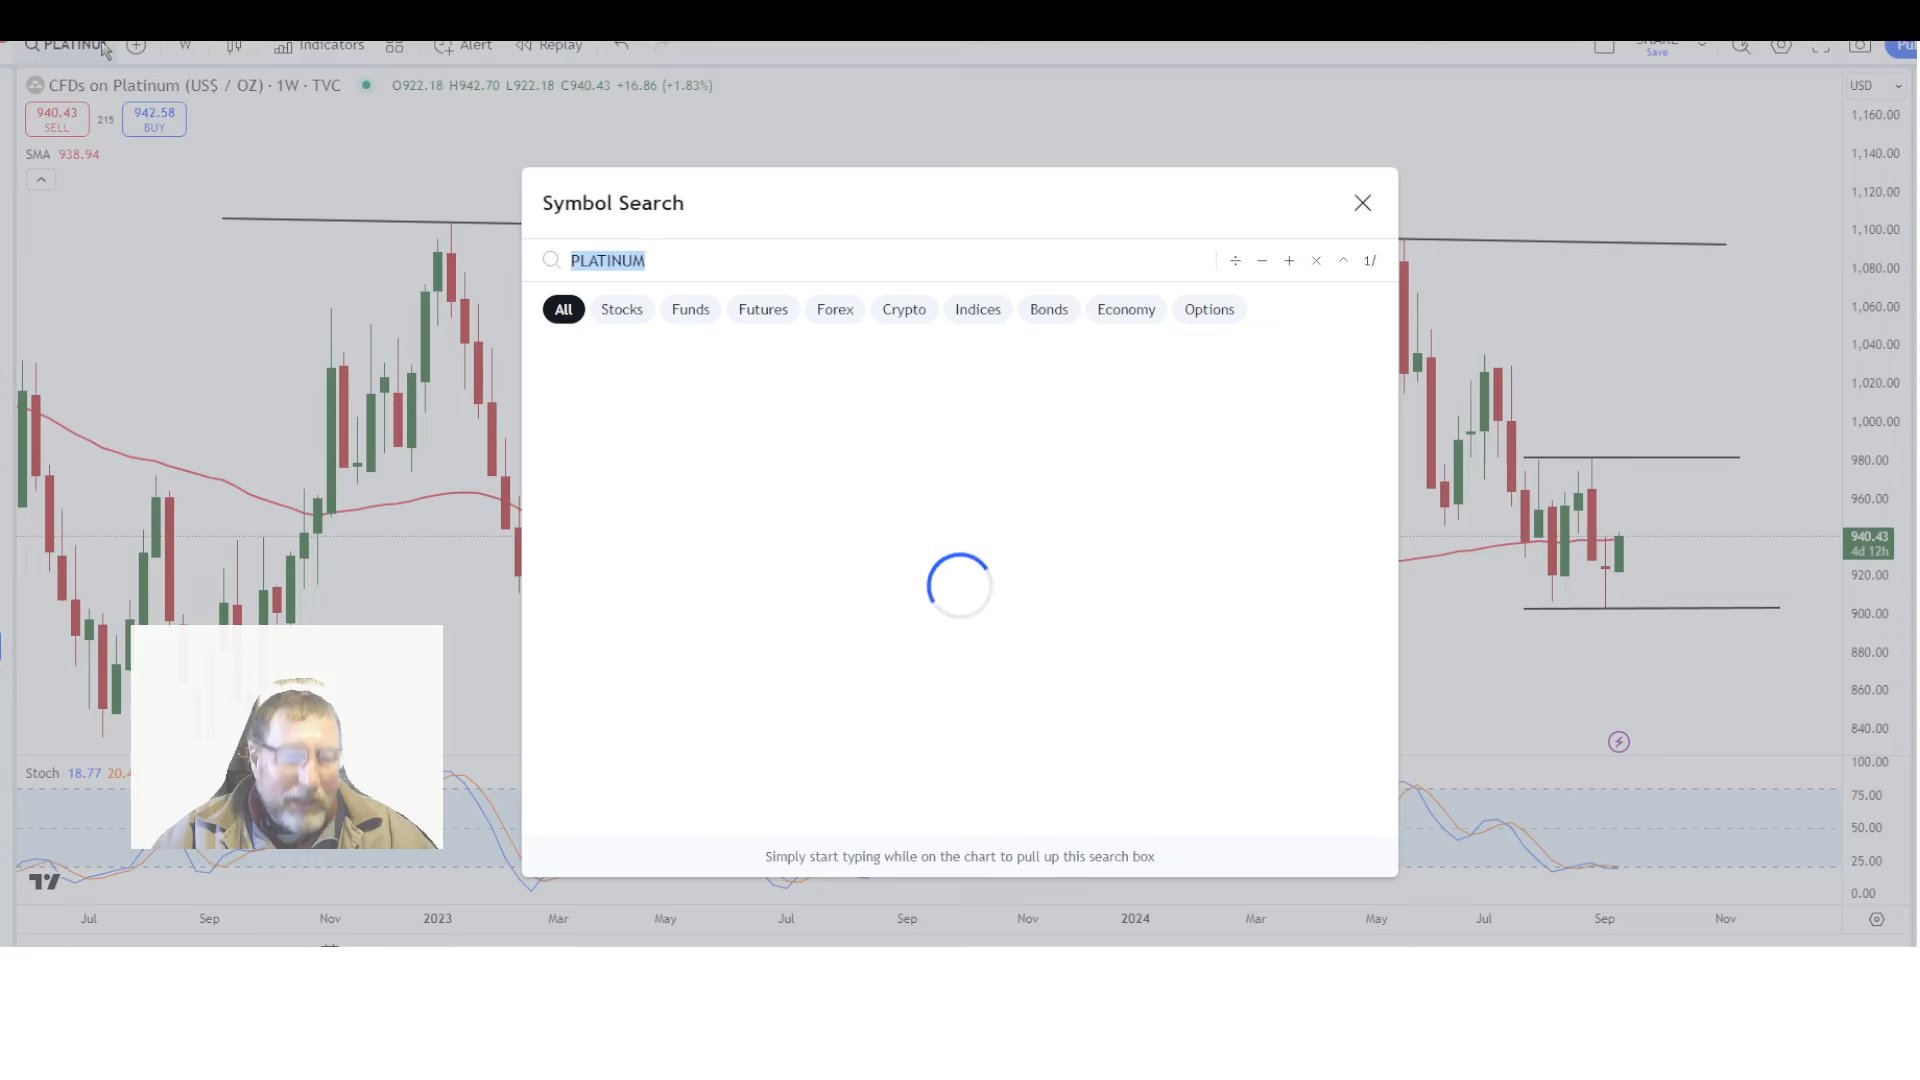 PLATINUM
W
Indicators
Alert
Replay
SHARE
Save
Pu
CFDs on Platinum (US$ / OZ) · 1W · TVC
O922.18 H942.70 L922.18 C940.43 +16.86 (+1.83%)
USD
940.43
SELL
215
942.58
BUY
SMA 938.94
Symbol Search
PLATINUM
÷ − + × ^ 1/
All
Stocks
Funds
Futures
Forex
Crypto
Indices
Bonds
Economy
Options
Simply start typing while on the chart to pull up this search box
1,160.00
1,140.00
1,120.00
1,100.00
1,080.00
1,060.00
1,040.00
1,020.00
1,000.00
980.00
960.00
940.43
4d 12h
920.00
900.00
880.00
860.00
840.00
Stoch 18.77 20.4
100.00
75.00
50.00
25.00
0.00
Jul
Sep
Nov
2023
Mar
May
Jul
Sep
Nov
2024
Mar
May
Jul
Sep
Nov